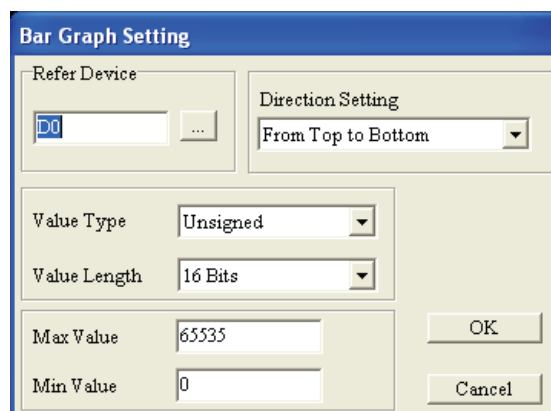 Bar Graph Setting
Refer Device
D0
...
Direction Setting
From Top to Bottom
Value Type
Unsigned
Value Length
16 Bits
Max Value
65535
Min Value
0
OK
Cancel